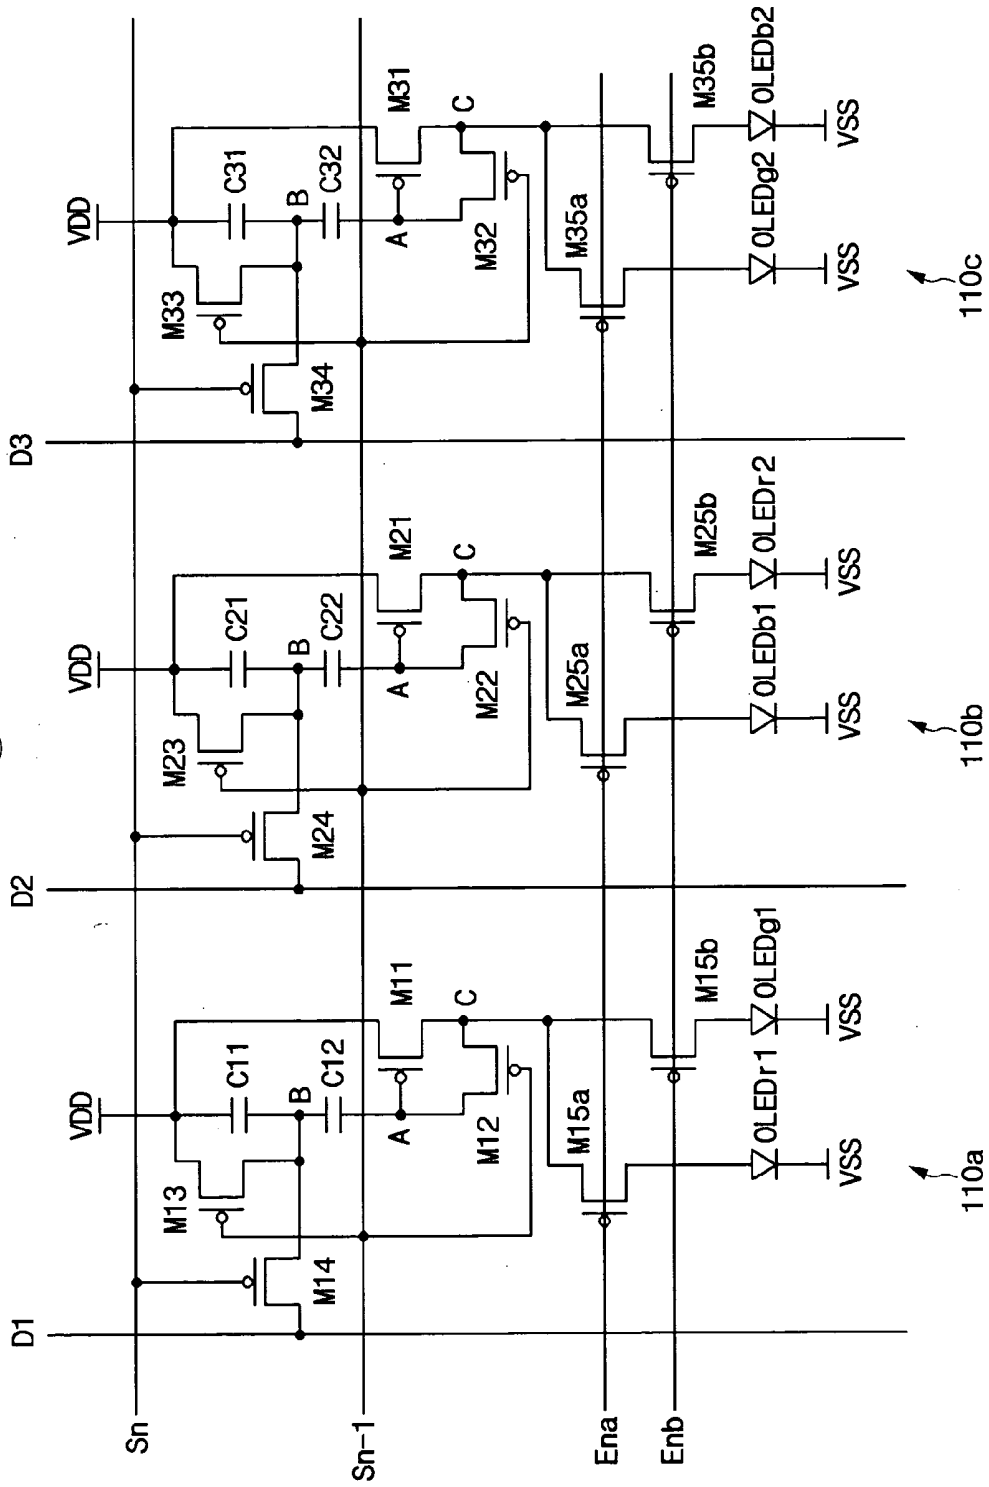 D1
D2
D3
Sn
Sn-1
Ena
Enb
VDD
M13
C11
B
M14
C12
M11
A
C
M12
M15a
M15b
OLEDr1
OLEDg1
VSS
VSS
110a
VDD
M23
C21
B
M24
C22
M21
A
C
M22
M25a
M25b
OLEDb1
OLEDr2
VSS
VSS
110b
VDD
M33
C31
B
M34
C32
M31
A
C
M32
M35a
M35b
OLEDg2
OLEDb2
VSS
VSS
110c